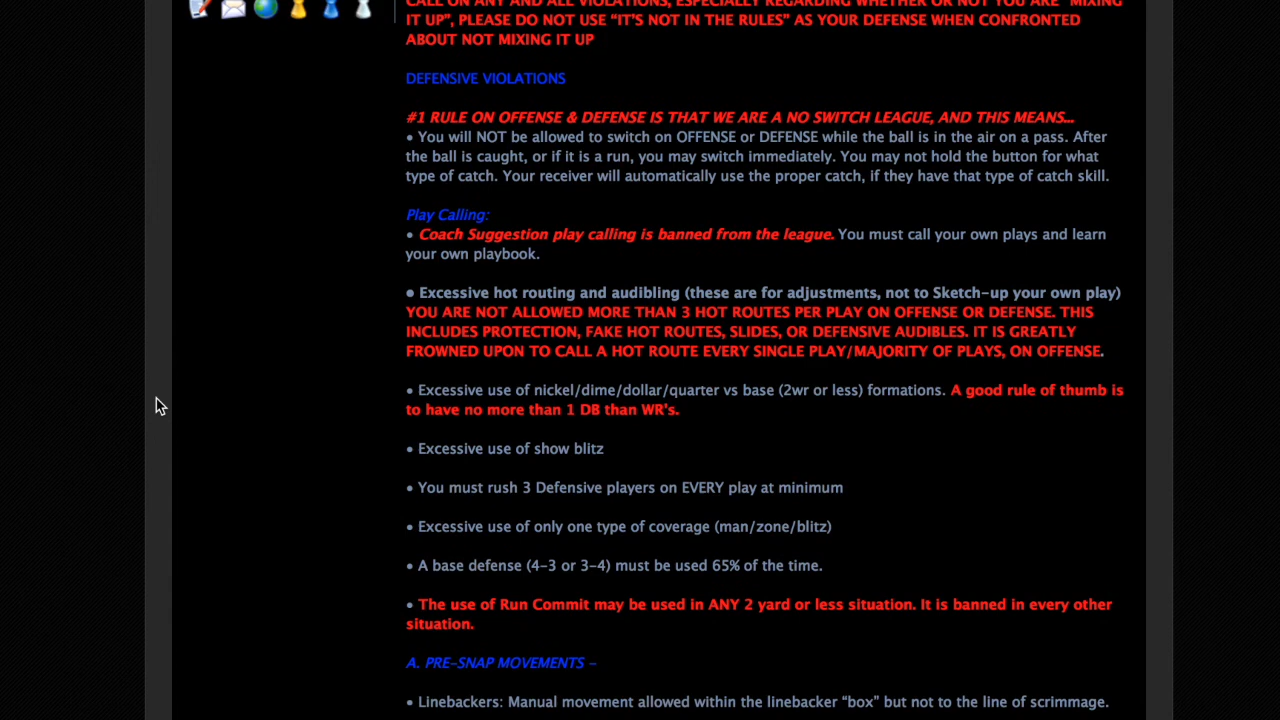 CALL ON ANY AND ALL VIOLATIONS, ESPECIALLY REGARDING WHETHER OR NOT YOU ARE “MIXING
IT UP”, PLEASE DO NOT USE “IT’S NOT IN THE RULES” AS YOUR DEFENSE WHEN CONFRONTED
ABOUT NOT MIXING IT UP
DEFENSIVE VIOLATIONS
#1 RULE ON OFFENSE & DEFENSE IS THAT WE ARE A NO SWITCH LEAGUE, AND THIS MEANS...
• You will NOT be allowed to switch on OFFENSE or DEFENSE while the ball is in the air on a pass. After
the ball is caught, or if it is a run, you may switch immediately. You may not hold the button for what
type of catch. Your receiver will automatically use the proper catch, if they have that type of catch skill.
Play Calling:
• Coach Suggestion play calling is banned from the league. You must call your own plays and learn
your own playbook.
• Excessive hot routing and audibling (these are for adjustments, not to Sketch-up your own play)
YOU ARE NOT ALLOWED MORE THAN 3 HOT ROUTES PER PLAY ON OFFENSE OR DEFENSE. THIS
INCLUDES PROTECTION, FAKE HOT ROUTES, SLIDES, OR DEFENSIVE AUDIBLES. IT IS GREATLY
FROWNED UPON TO CALL A HOT ROUTE EVERY SINGLE PLAY/MAJORITY OF PLAYS, ON OFFENSE.
• Excessive use of nickel/dime/dollar/quarter vs base (2wr or less) formations. A good rule of thumb is
to have no more than 1 DB than WR's.
• Excessive use of show blitz
• You must rush 3 Defensive players on EVERY play at minimum
• Excessive use of only one type of coverage (man/zone/blitz)
• A base defense (4-3 or 3-4) must be used 65% of the time.
• The use of Run Commit may be used in ANY 2 yard or less situation. It is banned in every other
situation.
A. PRE-SNAP MOVEMENTS -
• Linebackers: Manual movement allowed within the linebacker “box” but not to the line of scrimmage.